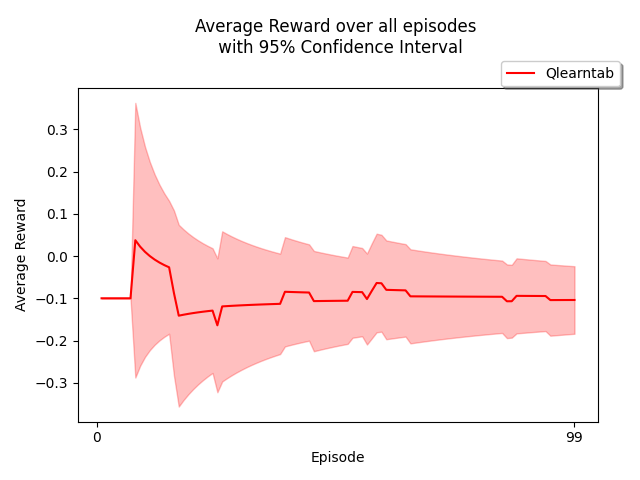 Average Reward over all episodes
with 95% Confidence Interval
Qlearntab
Average Reward
0.3
0.2
0.1
0.0
−0.1
−0.2
−0.3
0
99
Episode